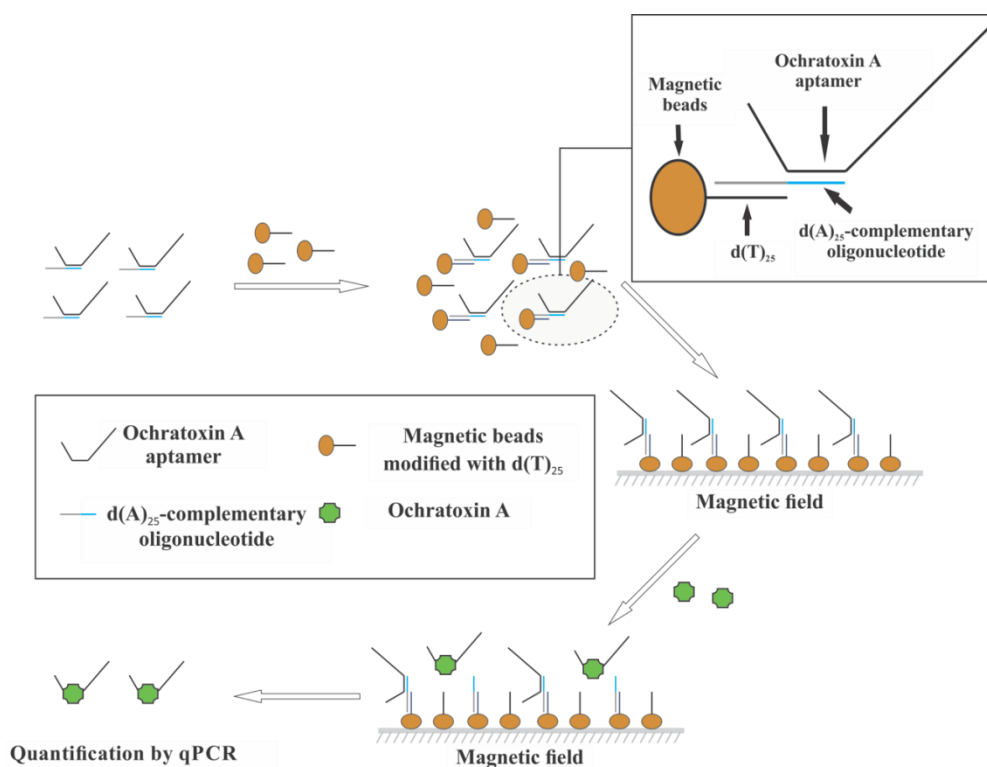 Ochratoxin A
aptamer
Magnetic
beads
d(T)₂₅
d(A)₂₅-complementary
oligonucleotide
Ochratoxin A
aptamer
Magnetic beads
modified with d(T)₂₅
d(A)₂₅-complementary
oligonucleotide
Ochratoxin A
Magnetic field
Quantification by qPCR
Magnetic field